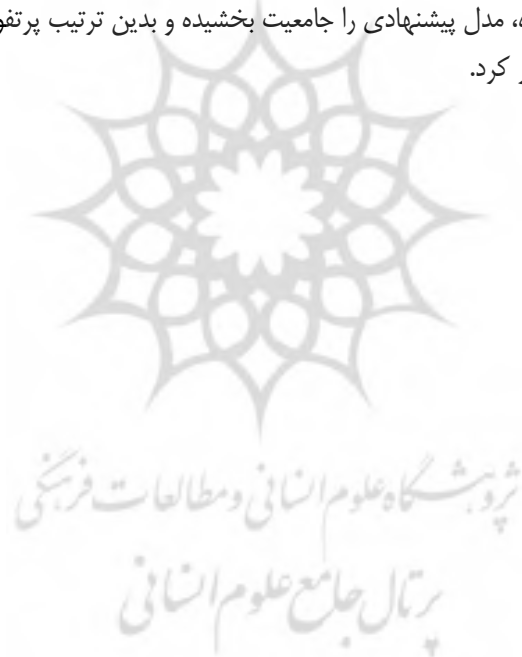 ه، مدل پیشنهادی را جامعیت بخشیده و بدین ترتیب پرتفو
ر کرد.
پژوهشگاه علوم انسانی و مطالعات فرهنگی
پرتال جامع علوم انسانی